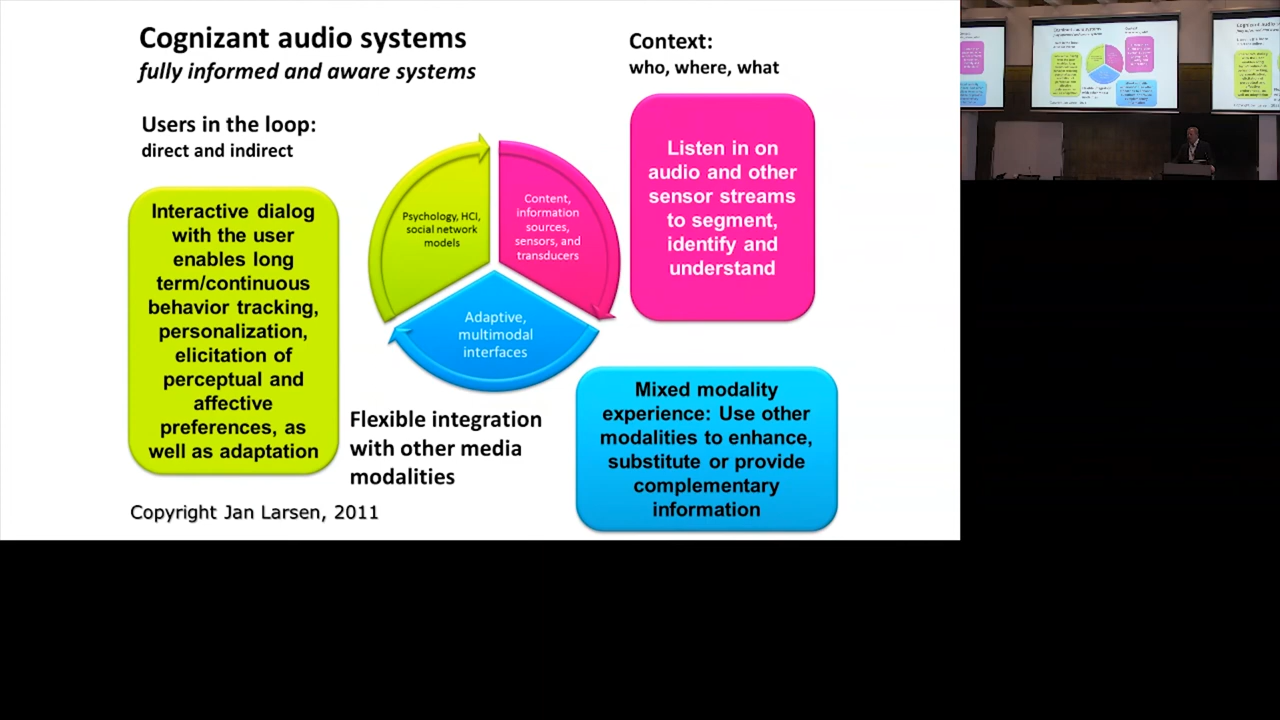 Cognizant audio systems
fully informed and aware systems
Context:
who, where, what
Users in the loop:
direct and indirect
Interactive dialog
with the user
enables long
term/continuous
behavior tracking,
personalization,
elicitation of
perceptual and
affective
preferences, as
well as adaptation
Psychology, HCI,
social network
models
Content,
information
sources,
sensors, and
transducers
Adaptive,
multimodal
interfaces
Listen in on
audio and other
sensor streams
to segment,
identify and
understand
Flexible integration
with other media
modalities
Mixed modality
experience: Use other
modalities to enhance,
substitute or provide
complementary
information
Copyright Jan Larsen, 2011